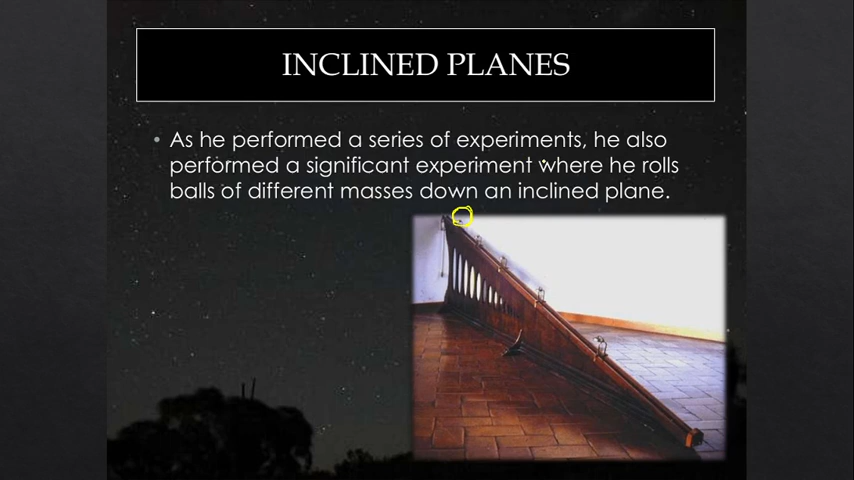 INCLINED PLANES
• As he performed a series of experiments, he also
performed a significant experiment where he rolls
balls of different masses down an inclined plane.